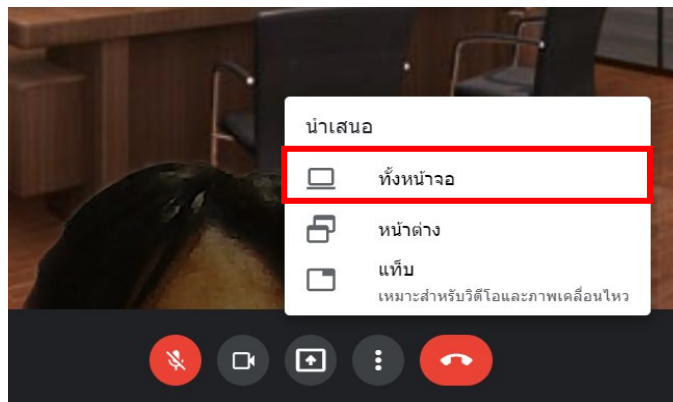 นำเสนอ
ทั้งหน้าจอ
หน้าต่าง
แท็บ
เหมาะสำหรับวิดีโอและภาพเคลื่อนไหว